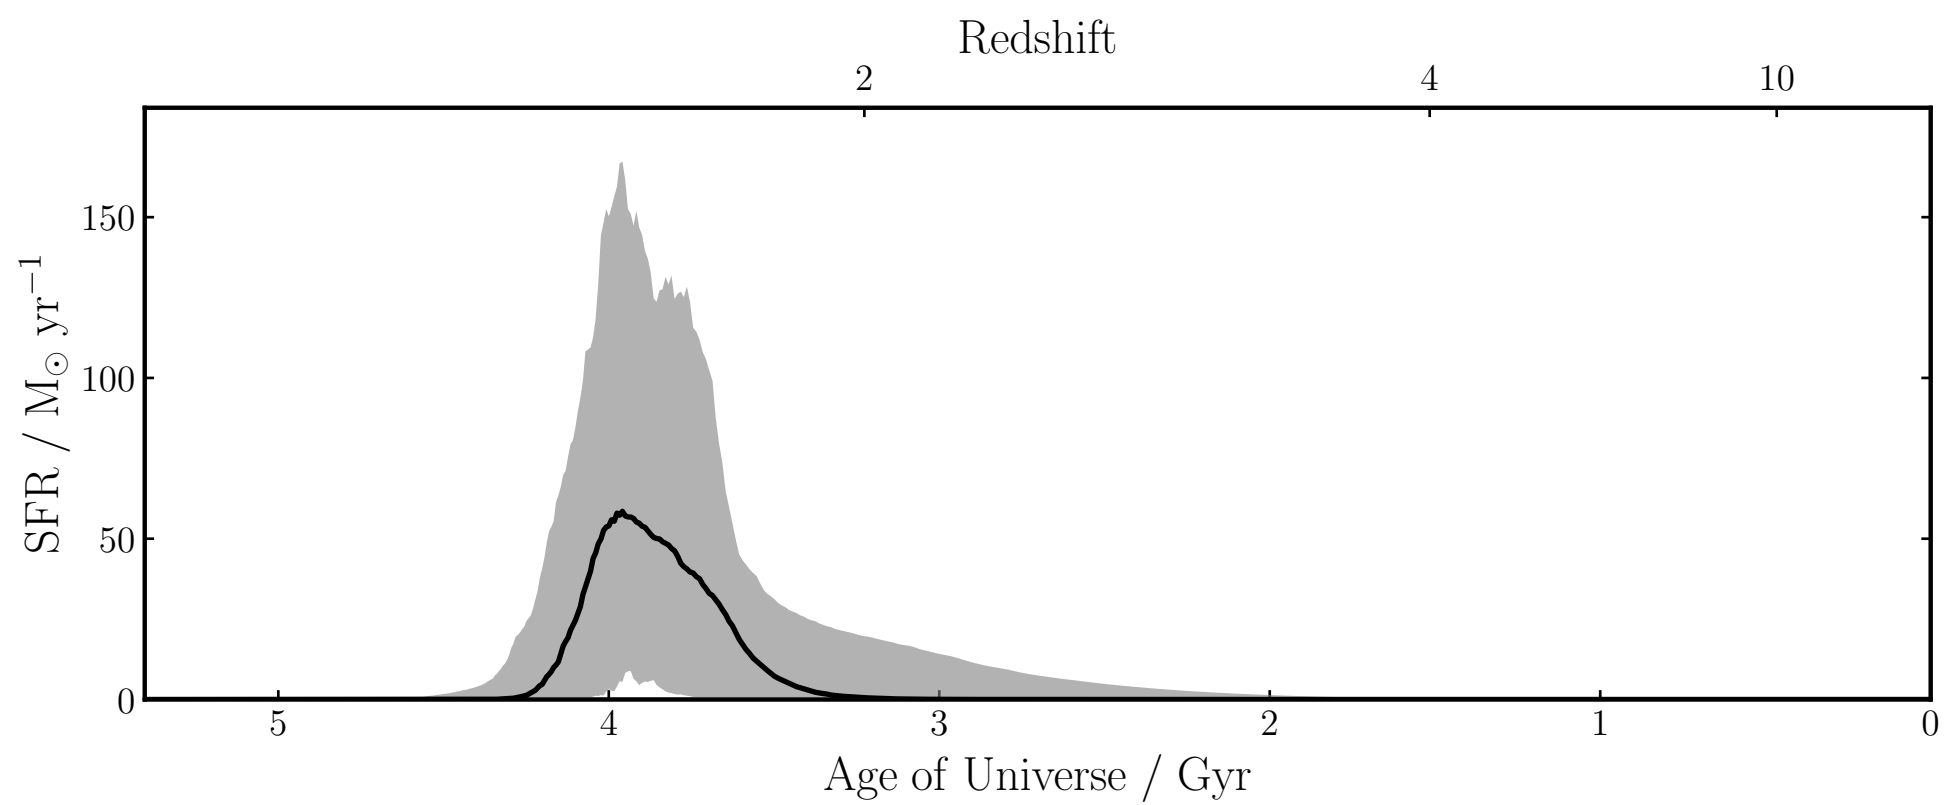 Redshift
2 4 10
SFR / M⊙ yr⁻¹
150
100
50
0
5 4 3 2 1 0
Age of Universe / Gyr